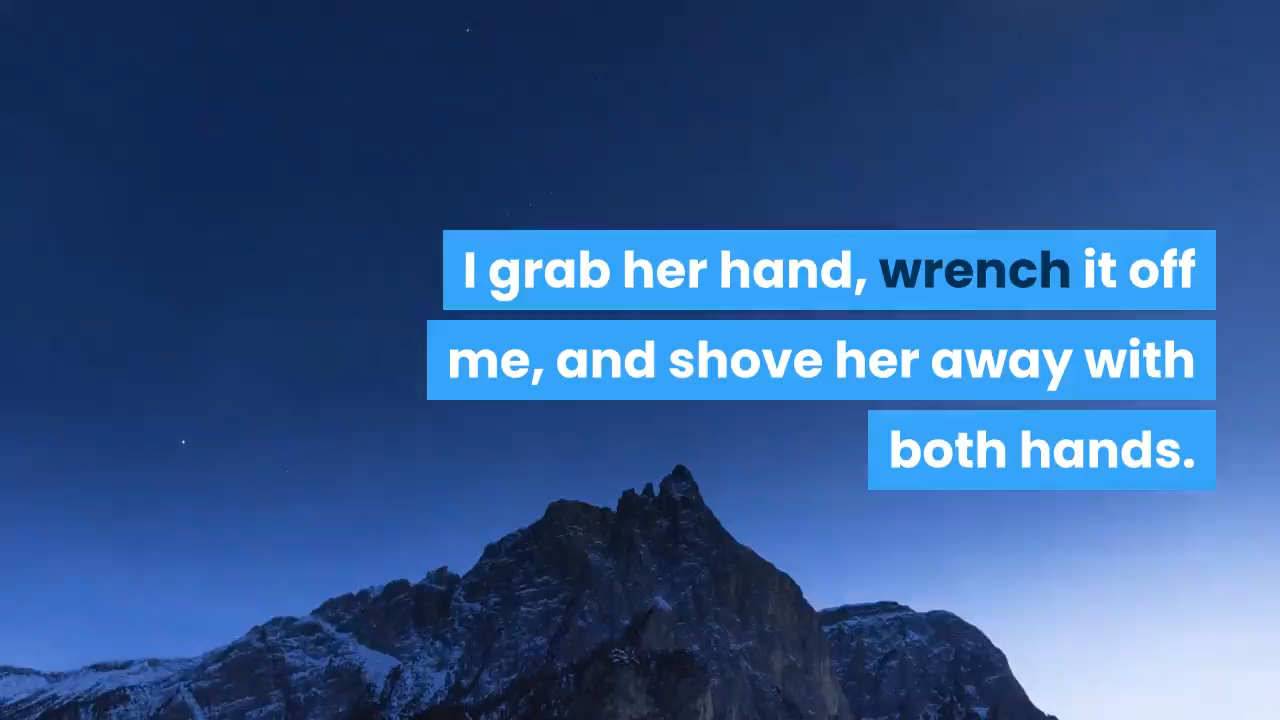 I grab her hand, wrench it off
me, and shove her away with
both hands.